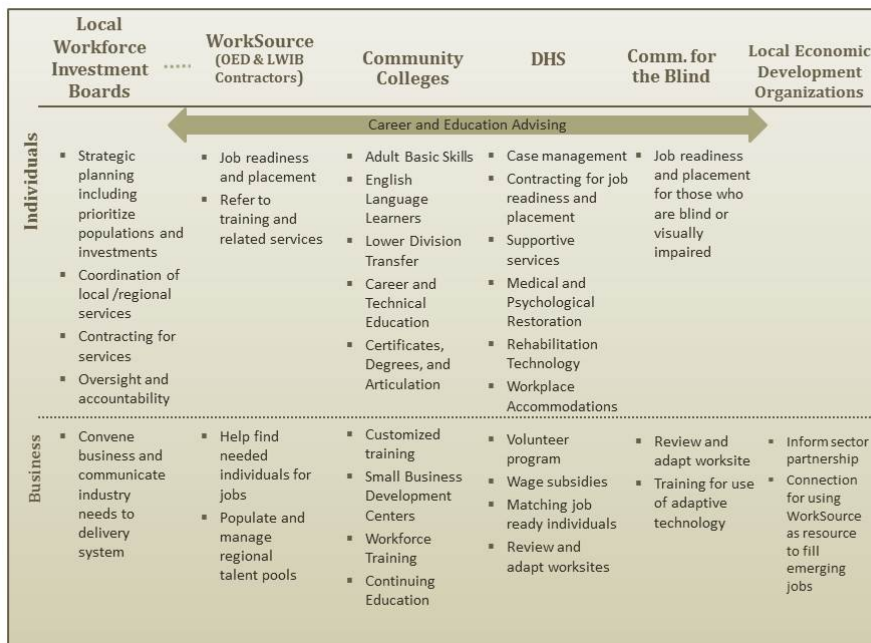 Local
Workforce
Investment
Boards
WorkSource
(OED & LWIB
Contractors)
Community
Colleges
DHS
Comm. for
the Blind
Local Economic
Development
Organizations
Career and Education Advising
Individuals
▪ Strategic
planning
including
prioritize
populations and
investments
▪ Coordination of
local /regional
services
▪ Contracting for
services
▪ Oversight and
accountability
▪ Job readiness
and placement
▪ Refer to
training and
related services
▪ Adult Basic Skills
▪ English
Language
Learners
▪ Lower Division
Transfer
▪ Career and
Technical
Education
▪ Certificates,
Degrees, and
Articulation
▪ Case management
▪ Contracting for job
readiness and
placement
▪ Supportive
services
▪ Medical and
Psychological
Restoration
▪ Rehabilitation
Technology
▪ Workplace
Accommodations
▪ Job readiness
and placement
for those who
are blind or
visually
impaired
Business
▪ Convene
business and
communicate
industry
needs to
delivery
system
▪ Help find
needed
individuals for
jobs
▪ Populate and
manage
regional
talent pools
▪ Customized
training
▪ Small Business
Development
Centers
▪ Workforce
Training
▪ Continuing
Education
▪ Volunteer
program
▪ Wage subsidies
▪ Matching job
ready individuals
▪ Review and
adapt worksites
▪ Review and
adapt worksite
▪ Training for use
of adaptive
technology
▪ Inform sector
partnership
▪ Connection
for using
WorkSource
as resource
to fill
emerging
jobs